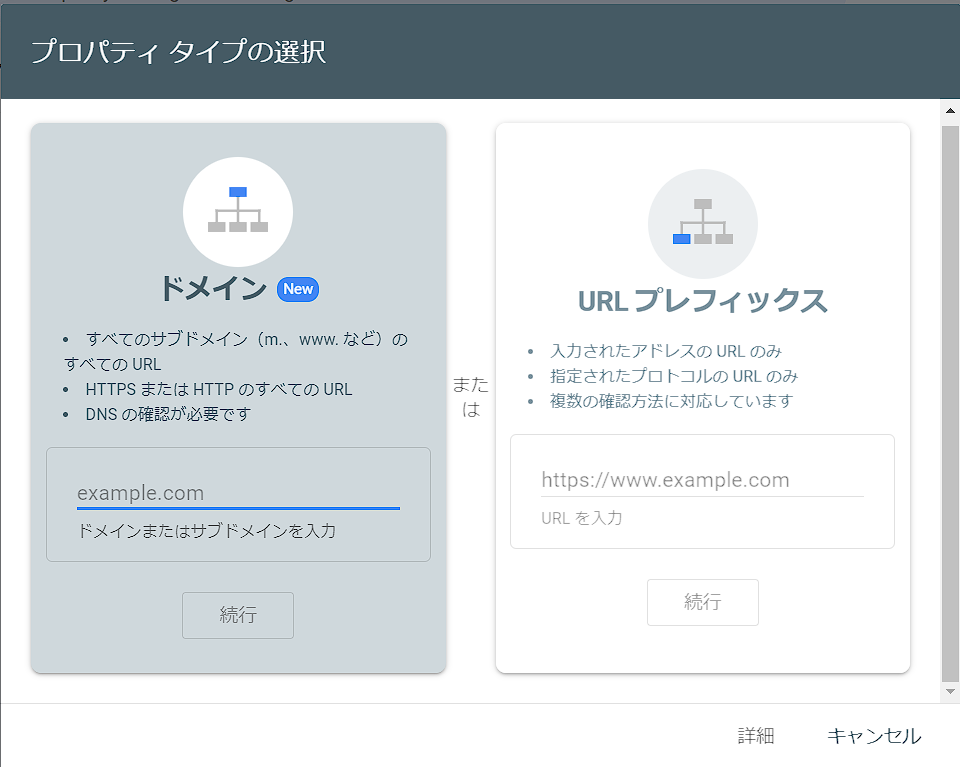 プロパティ タイプの選択
ドメイン New
• すべてのサブドメイン（m.、www. など）の
すべての URL
• HTTPS または HTTP のすべての URL
• DNS の確認が必要です
example.com
ドメインまたはサブドメインを入力
続行
また
は
URL プレフィックス
• 入力されたアドレスの URL のみ
• 指定されたプロトコルの URL のみ
• 複数の確認方法に対応しています
https://www.example.com
URL を入力
続行
詳細
キャンセル